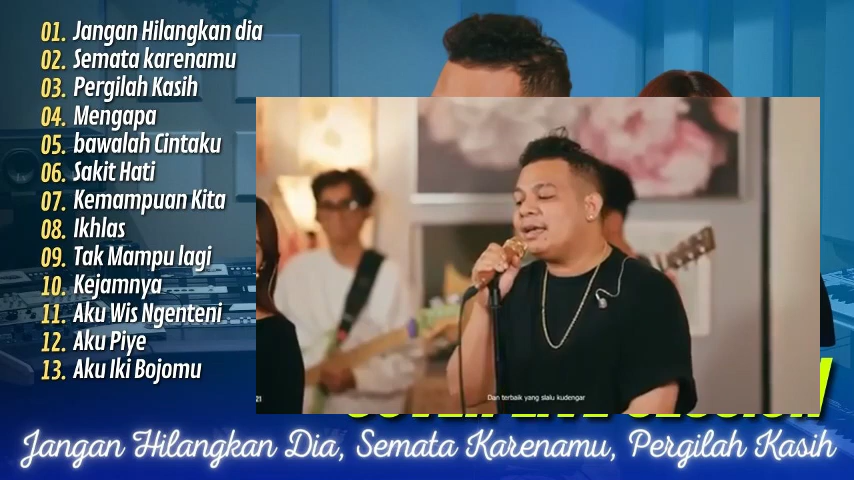 01. Jangan Hilangkan dia
02. Semata karenamu
03. Pergilah Kasih
04. Mengapa
05. bawalah Cintaku
06. Sakit Hati
07. Kemampuan Kita
08. Ikhlas
09. Tak Mampu lagi
10. Kejamnya
11. Aku Wis Ngenteni
12. Aku Piye
13. Aku Iki Bojomu
21
Dan terbaik yang slalu kudengar
Jangan Hilangkan Dia, Semata Karenamu, Pergilah Kasih